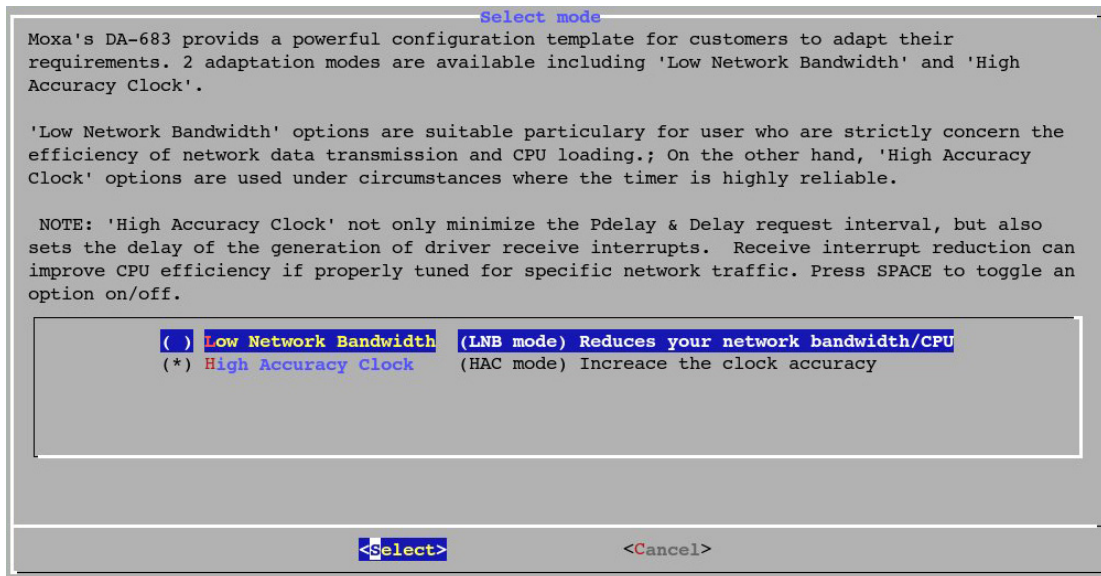 Select mode
Moxa's DA-683 provids a powerful configuration template for customers to adapt their
requirements. 2 adaptation modes are available including 'Low Network Bandwidth' and 'High
Accuracy Clock'.
'Low Network Bandwidth' options are suitable particulary for user who are strictly concern the
efficiency of network data transmission and CPU loading.; On the other hand, 'High Accuracy
Clock' options are used under circumstances where the timer is highly reliable.
NOTE: 'High Accuracy Clock' not only minimize the Pdelay & Delay request interval, but also
sets the delay of the generation of driver receive interrupts.  Receive interrupt reduction can
improve CPU efficiency if properly tuned for specific network traffic. Press SPACE to toggle an
option on/off.
( ) Low Network Bandwidth  (LNB mode) Reduces your network bandwidth/CPU
(*) High Accuracy Clock    (HAC mode) Increase the clock accuracy
<Select>                <Cancel>